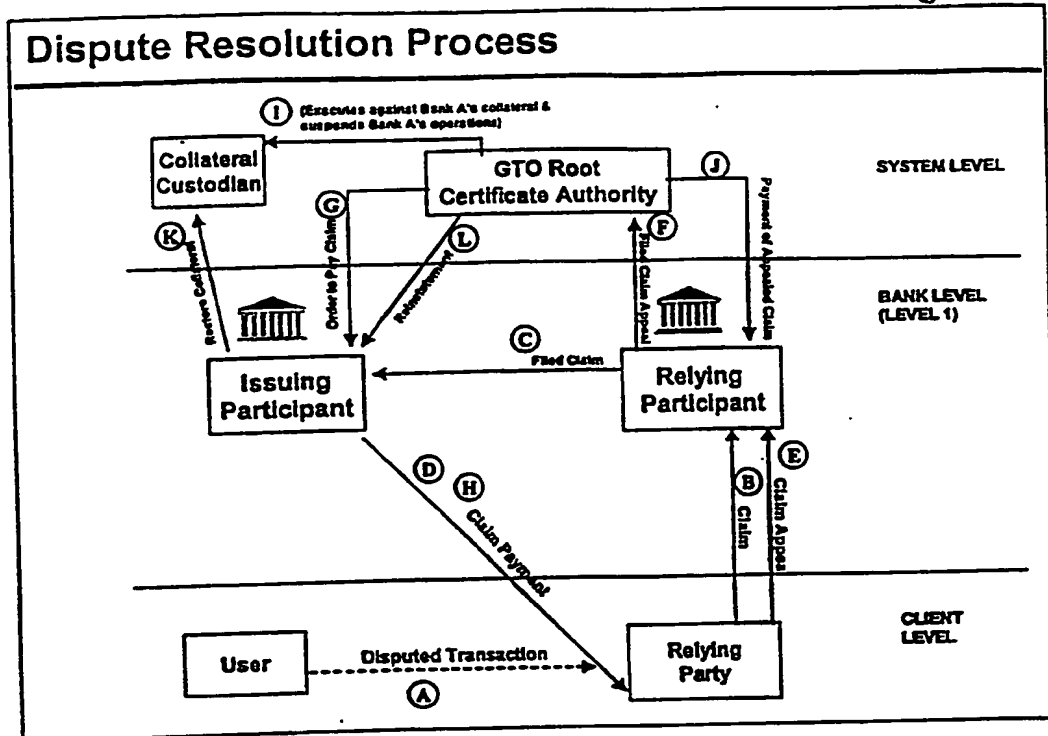 Dispute Resolution Process
I (Executes against Bank A's collateral &
suspends Bank A's operations)
Collateral
Custodian
GTO Root
Certificate Authority
SYSTEM LEVEL
J
Payment of Appealed Claim
G
Order to Pay Claim
L
Reinstatement
F
Filed Claim Appeal
K
Restore Collateral
BANK LEVEL
(LEVEL 1)
C
Filed Claim
Issuing
Participant
Relying
Participant
D
H
Claim Payment
B
Claim
E
Claim Appeal
CLIENT
LEVEL
User
Disputed Transaction
A
Relying
Party